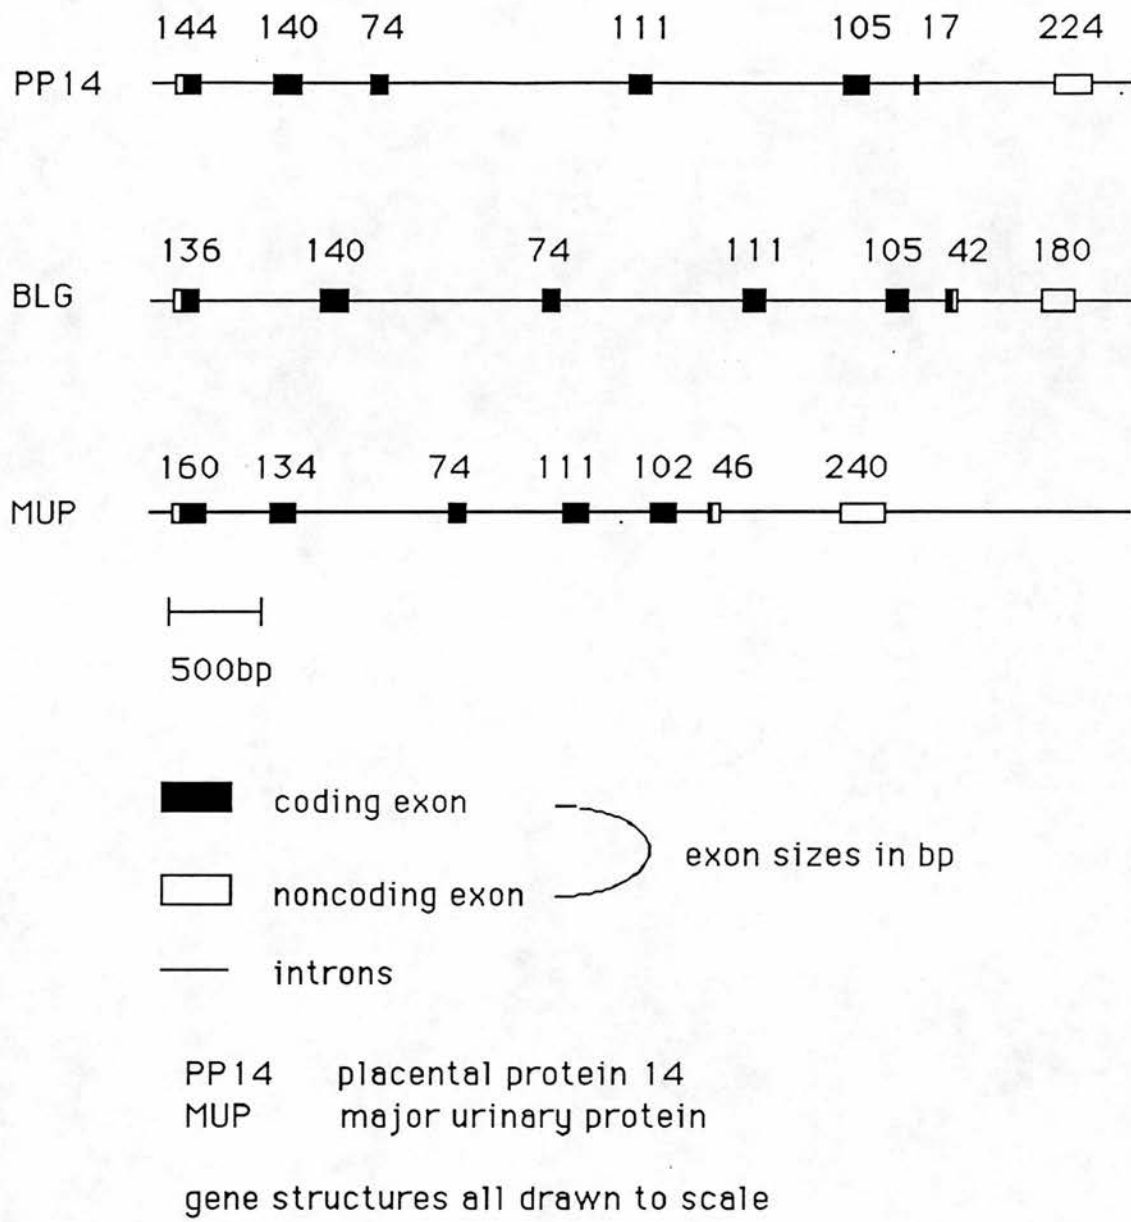 144 140 74 111 105 17 224
PP14
136 140 74 111 105 42 180
BLG
160 134 74 111 102 46 240
MUP
500bp
coding exon
exon sizes in bp
noncoding exon
introns
PP14 placental protein 14
MUP major urinary protein
gene structures all drawn to scale